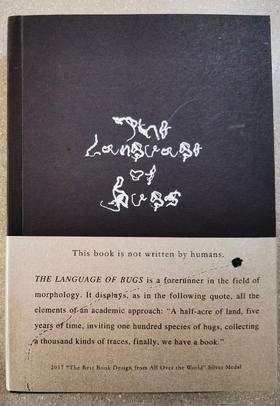 The
Language
of
Bugs
This book is not written by humans.
THE LANGUAGE OF BUGS is a forerunner in the field of
morphology. It displays, as in the following quote, all the
elements of an academic approach: "A half-acre of land, five
years of time, inviting one hundred species of bugs, collecting
a thousand kinds of traces, finally, we have a book."
2017 "The Best Book Design from All Over the World" Silver Medal